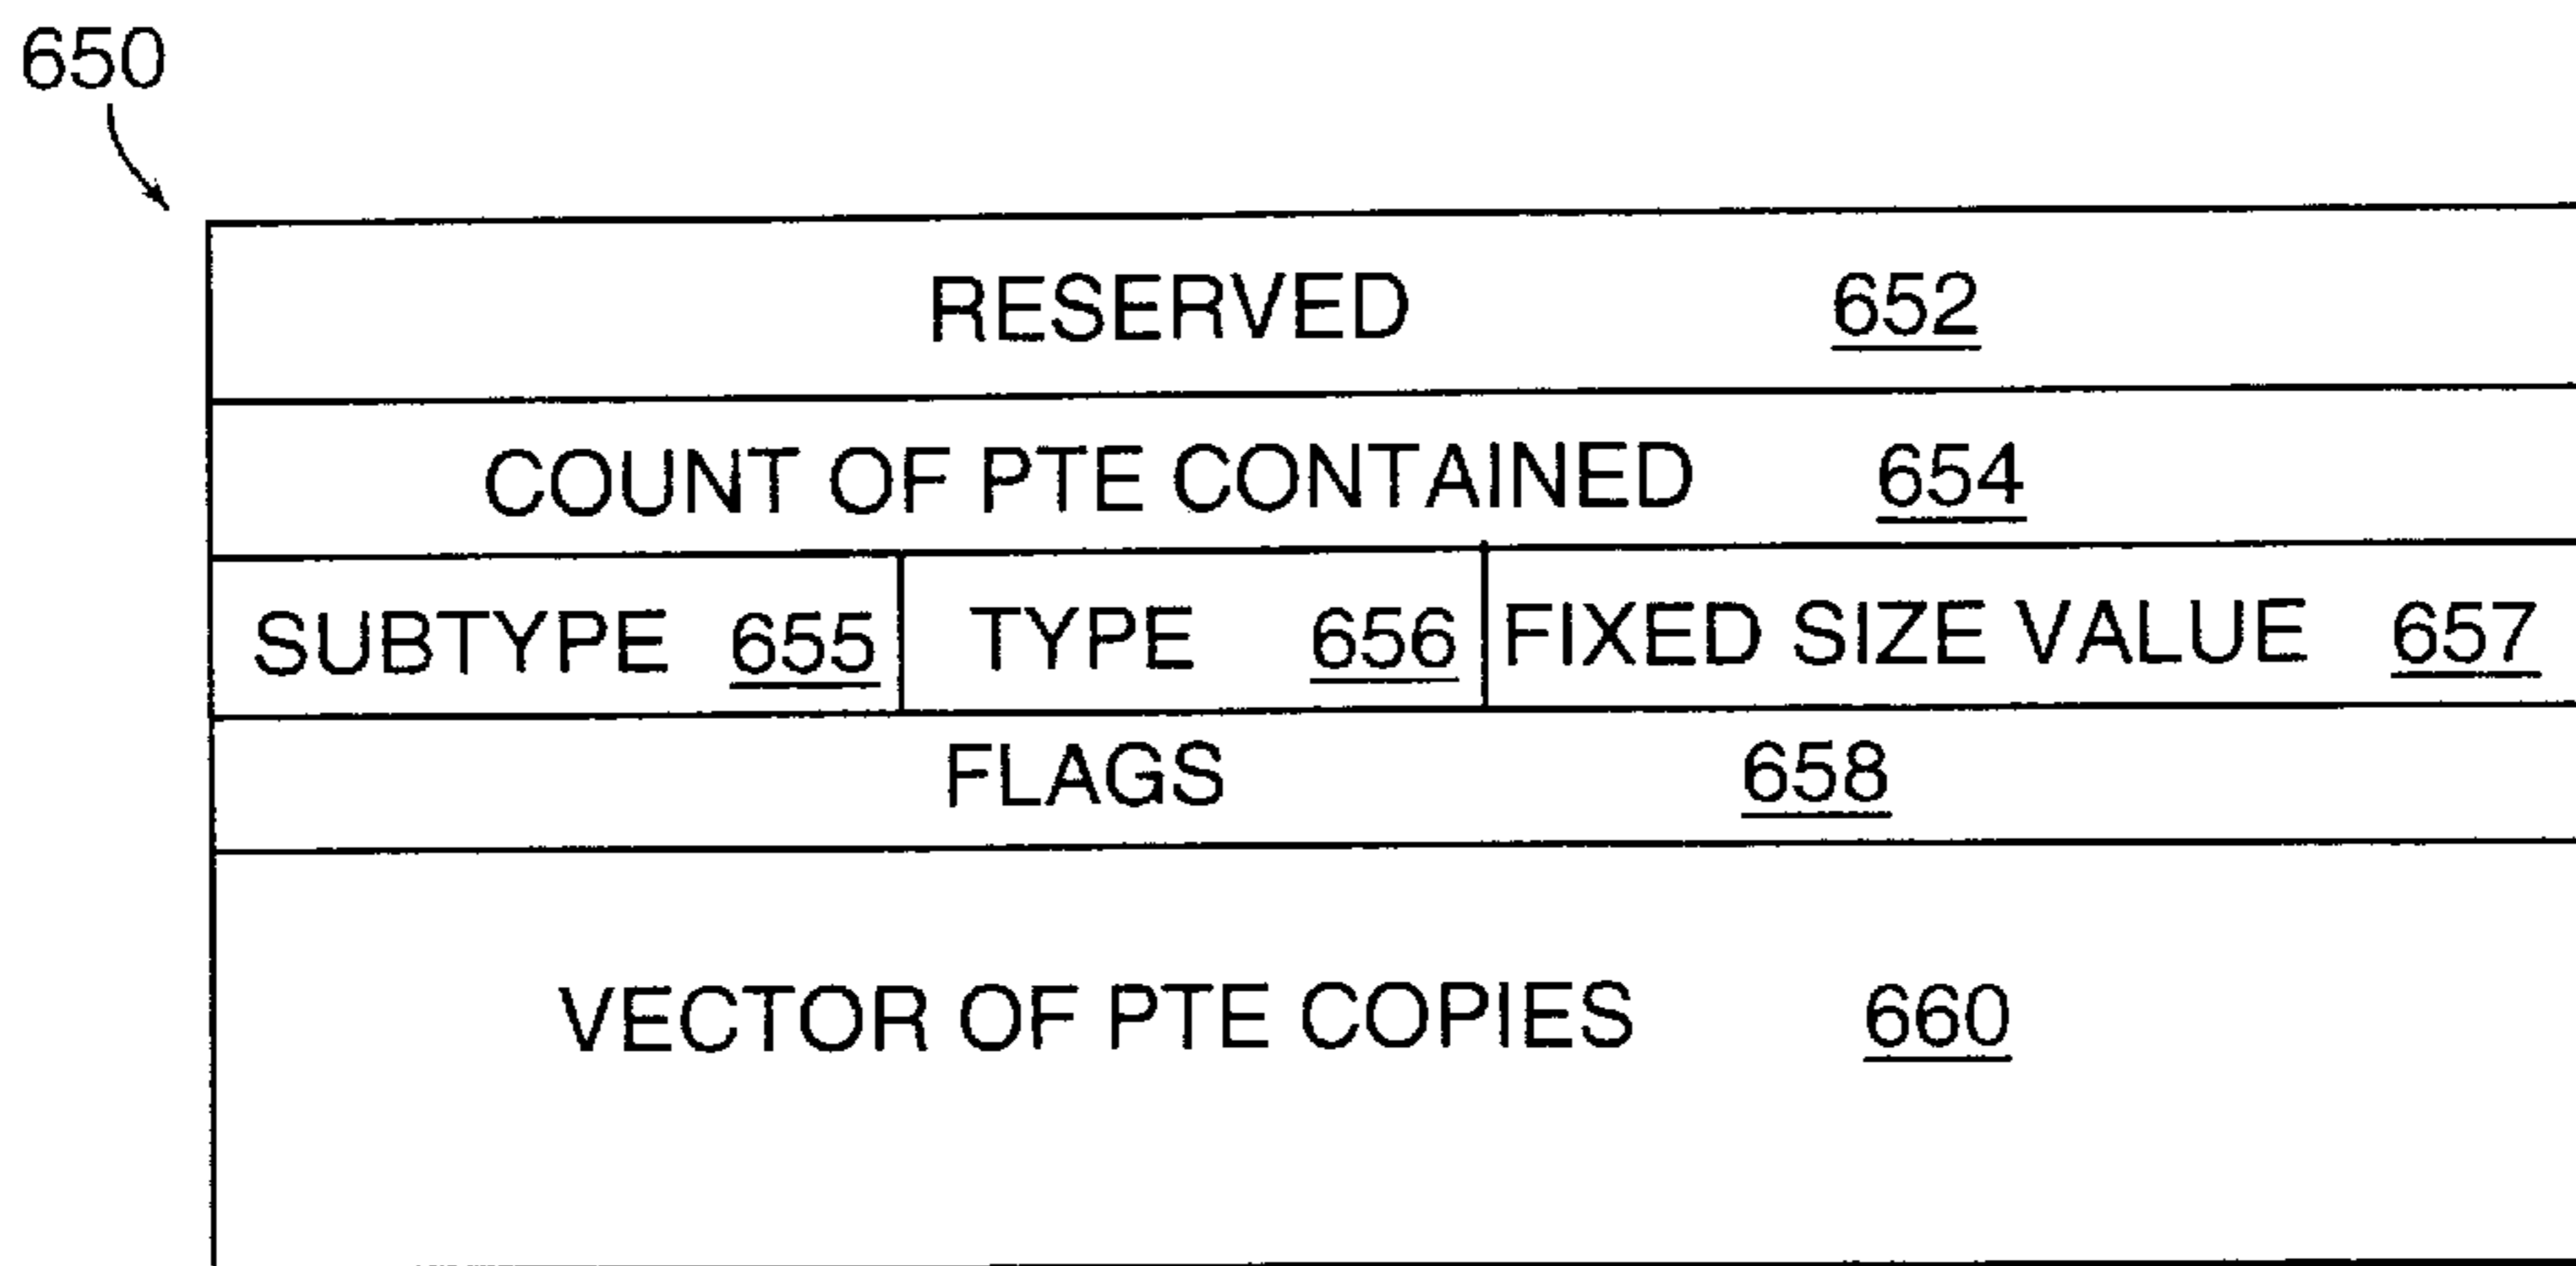 650
RESERVED 652
COUNT OF PTE CONTAINED 654
SUBTYPE 655 TYPE 656 FIXED SIZE VALUE 657
FLAGS 658
VECTOR OF PTE COPIES 660